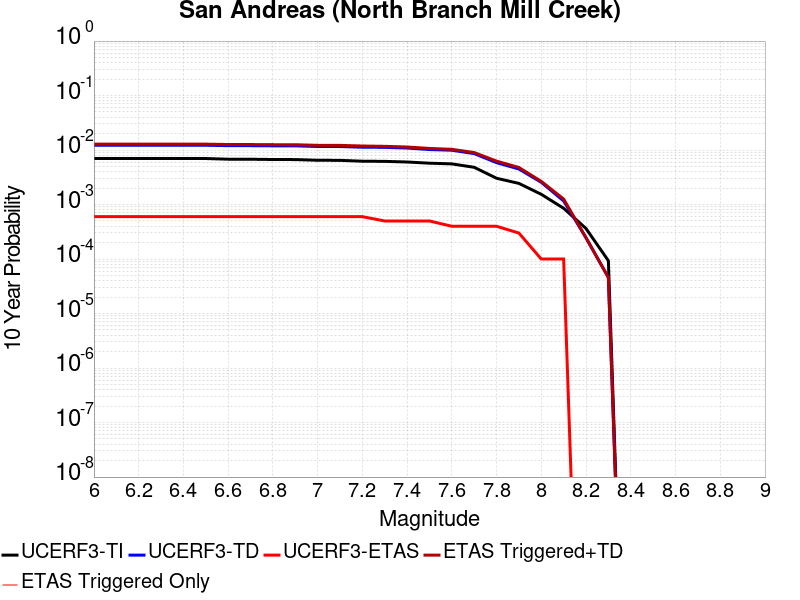 San Andreas (North Branch Mill Creek)
10 0
10 -1
10 -2
10 -3
10 -4
10 -5
10 -6
10 -7
10 -8
10 Year Probability
6 6.2 6.4 6.6 6.8 7 7.2 7.4 7.6 7.8 8 8.2 8.4 8.6 8.8 9
Magnitude
UCERF3-TI UCERF3-TD UCERF3-ETAS ETAS Triggered+TD
ETAS Triggered Only